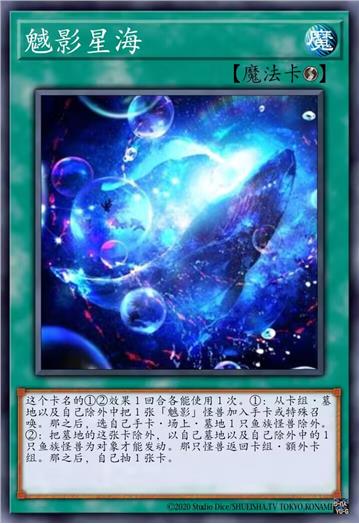 魊影星海
魔
【魔法卡】
这个卡名的①②效果1回合各能使用1次。①：从卡组·墓
地以及自己除外中把1张「魊影」怪兽加入手卡或特殊召
唤。那之后，选自己手卡·场上·墓地1只鱼族怪兽除外。
②：把墓地的这张卡除外，以自己墓地以及自己除外中的1
只鱼族怪兽为对象才能发动。那只怪兽返回卡组·额外卡
组。那之后，自己抽1张卡。
©2020 Studio Dice/SHUEISHA,TV TOKYO,KONAMI